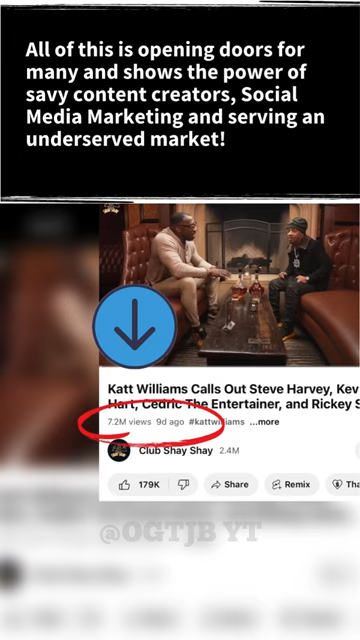 All of this is opening doors for
many and shows the power of
savy content creators, Social
Media Marketing and serving an
underserved market!
Katt Williams Calls Out Steve Harvey, Kev
Hart, Cedric The Entertainer, and Rickey S
7.2M views 9d ago #kattwilliams ...more
Club Shay Shay 2.4M
179K Share Remix Tha
@OGTJB YT